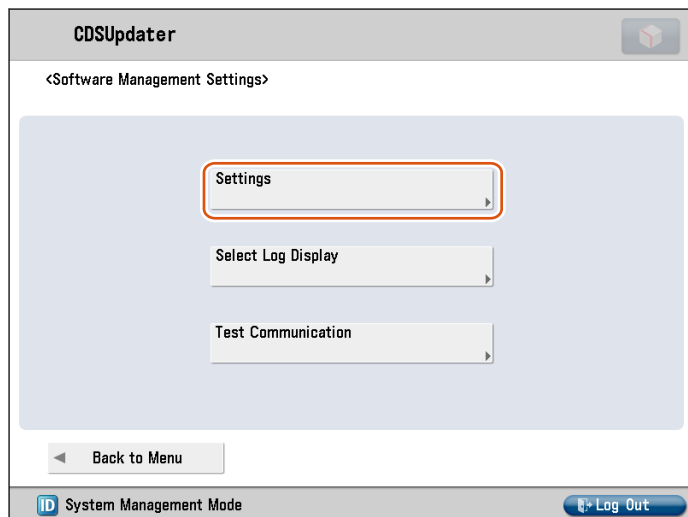 CDSUpdater
<Software Management Settings>
Settings
Select Log Display
Test Communication
Back to Menu
ID System Management Mode
Log Out